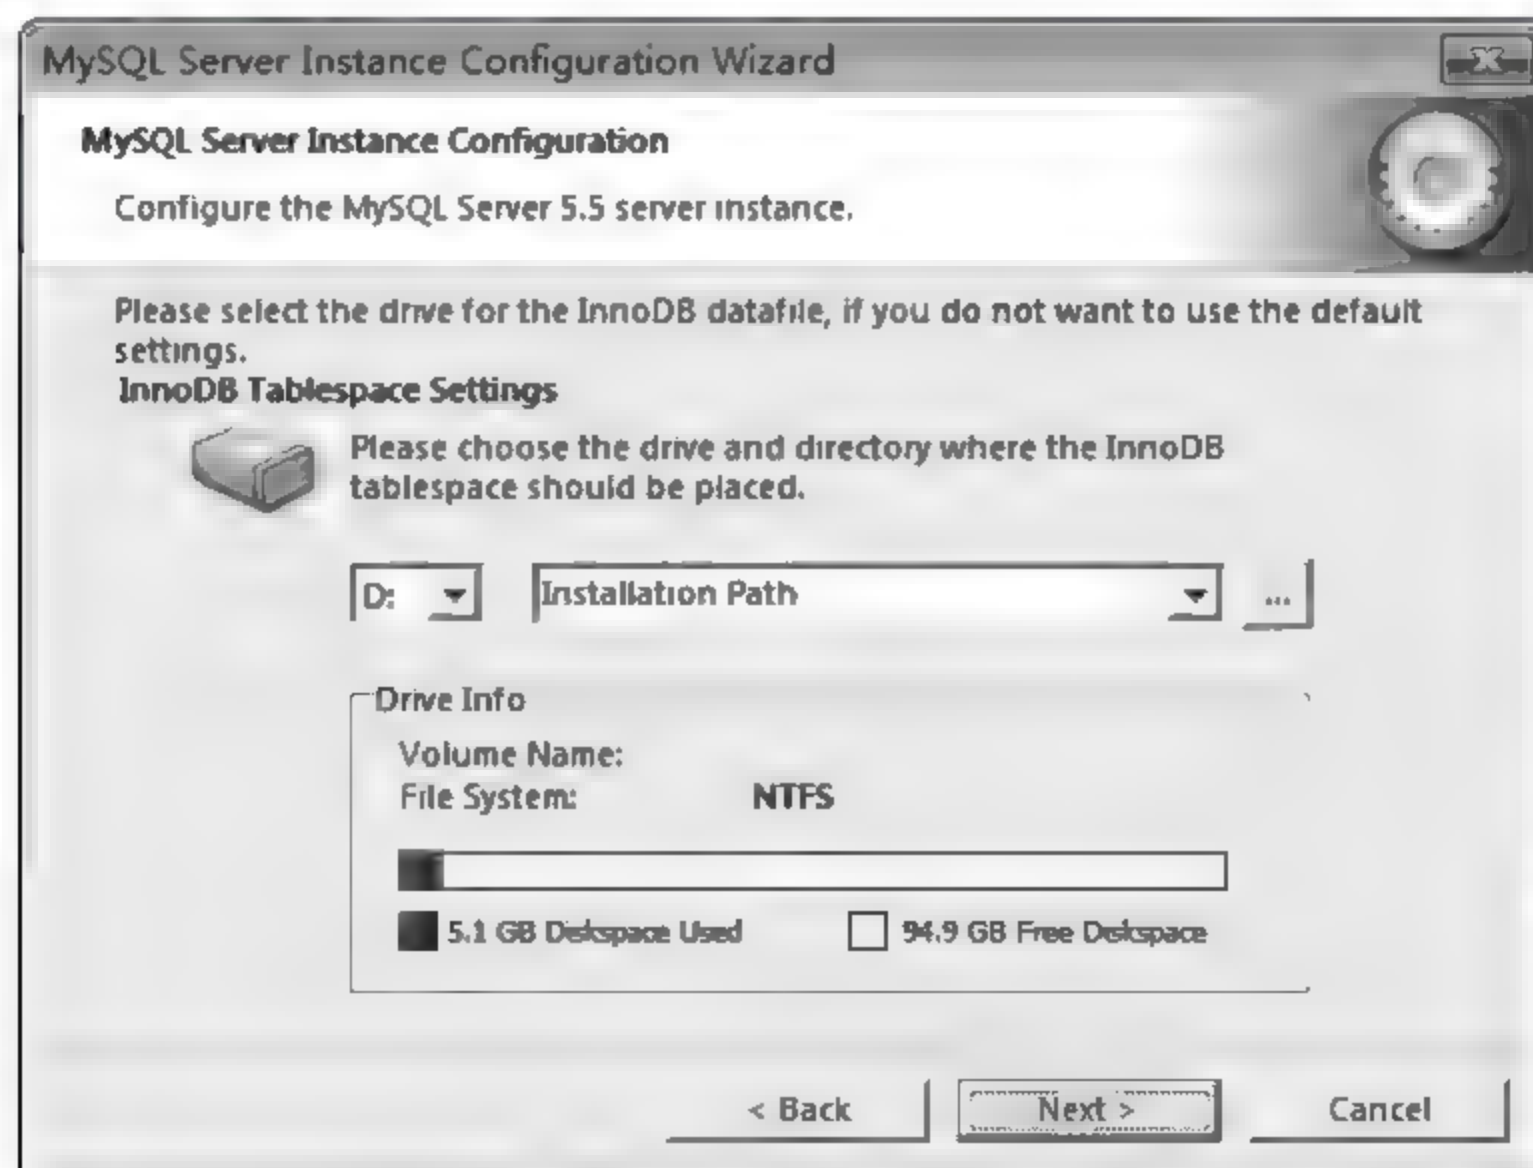 MySQL Server Instance Configuration Wizard
MySQL Server Instance Configuration
Configure the MySQL Server 5.5 server instance.
Please select the drive for the InnoDB datafile, if you do not want to use the default
settings.
InnoDB Tablespace Settings
Please choose the drive and directory where the InnoDB
tablespace should be placed.
D: Installation Path ...
Drive Info
Volume Name:
File System: NTFS
5.1 GB Diskspace Used 94.9 GB Free Diskspace
< Back Next > Cancel